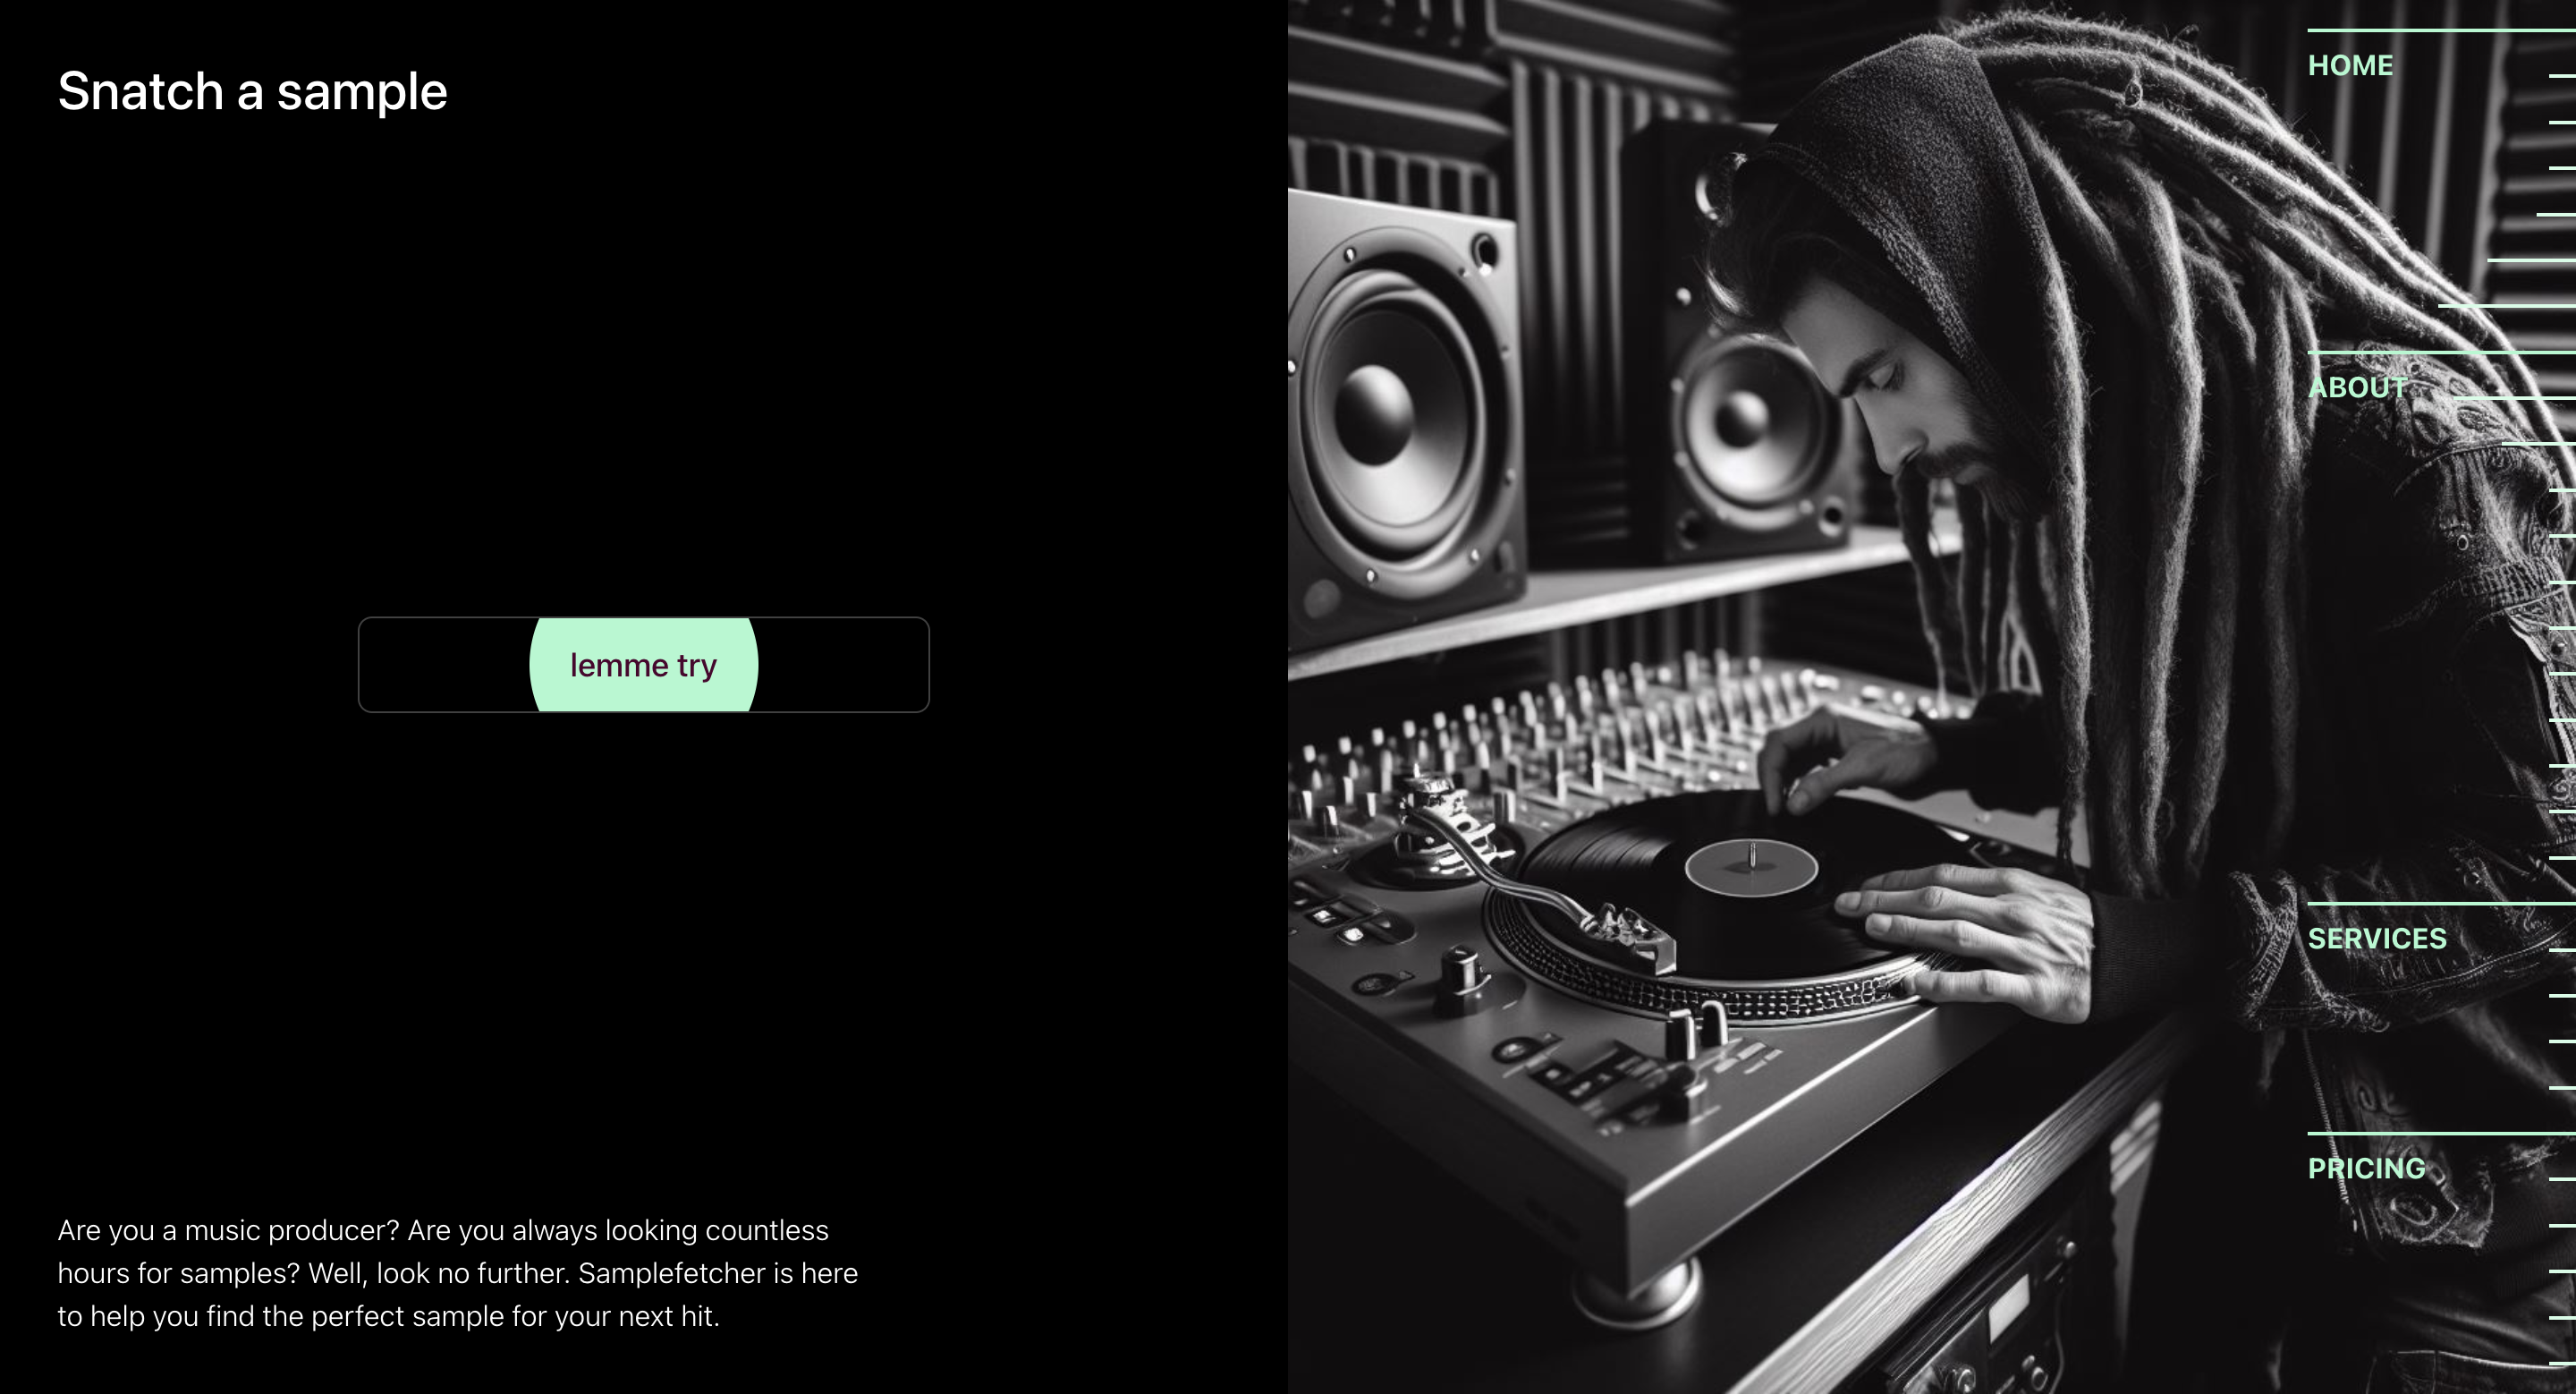 Snatch a sample
lemme try
Are you a music producer? Are you always looking countless
hours for samples? Well, look no further. Samplefetcher is here
to help you find the perfect sample for your next hit.
HOME
ABOUT
SERVICES
PRICING